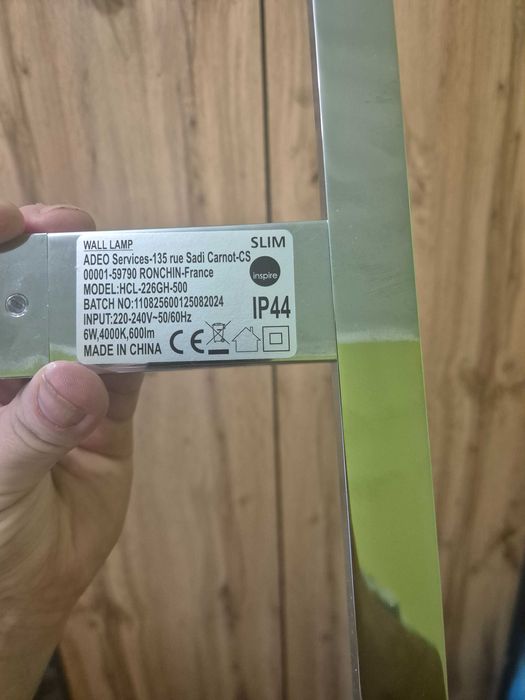 WALL LAMP SLIM
ADEO Services-135 rue Sadi Carnot-CS
00001-59790 RONCHIN-France
MODEL:HCL-226GH-500
BATCH NO:110825600125082024
INPUT:220-240V~50/60Hz
6W,4000K,600lm
MADE IN CHINA CE
inspire
IP44